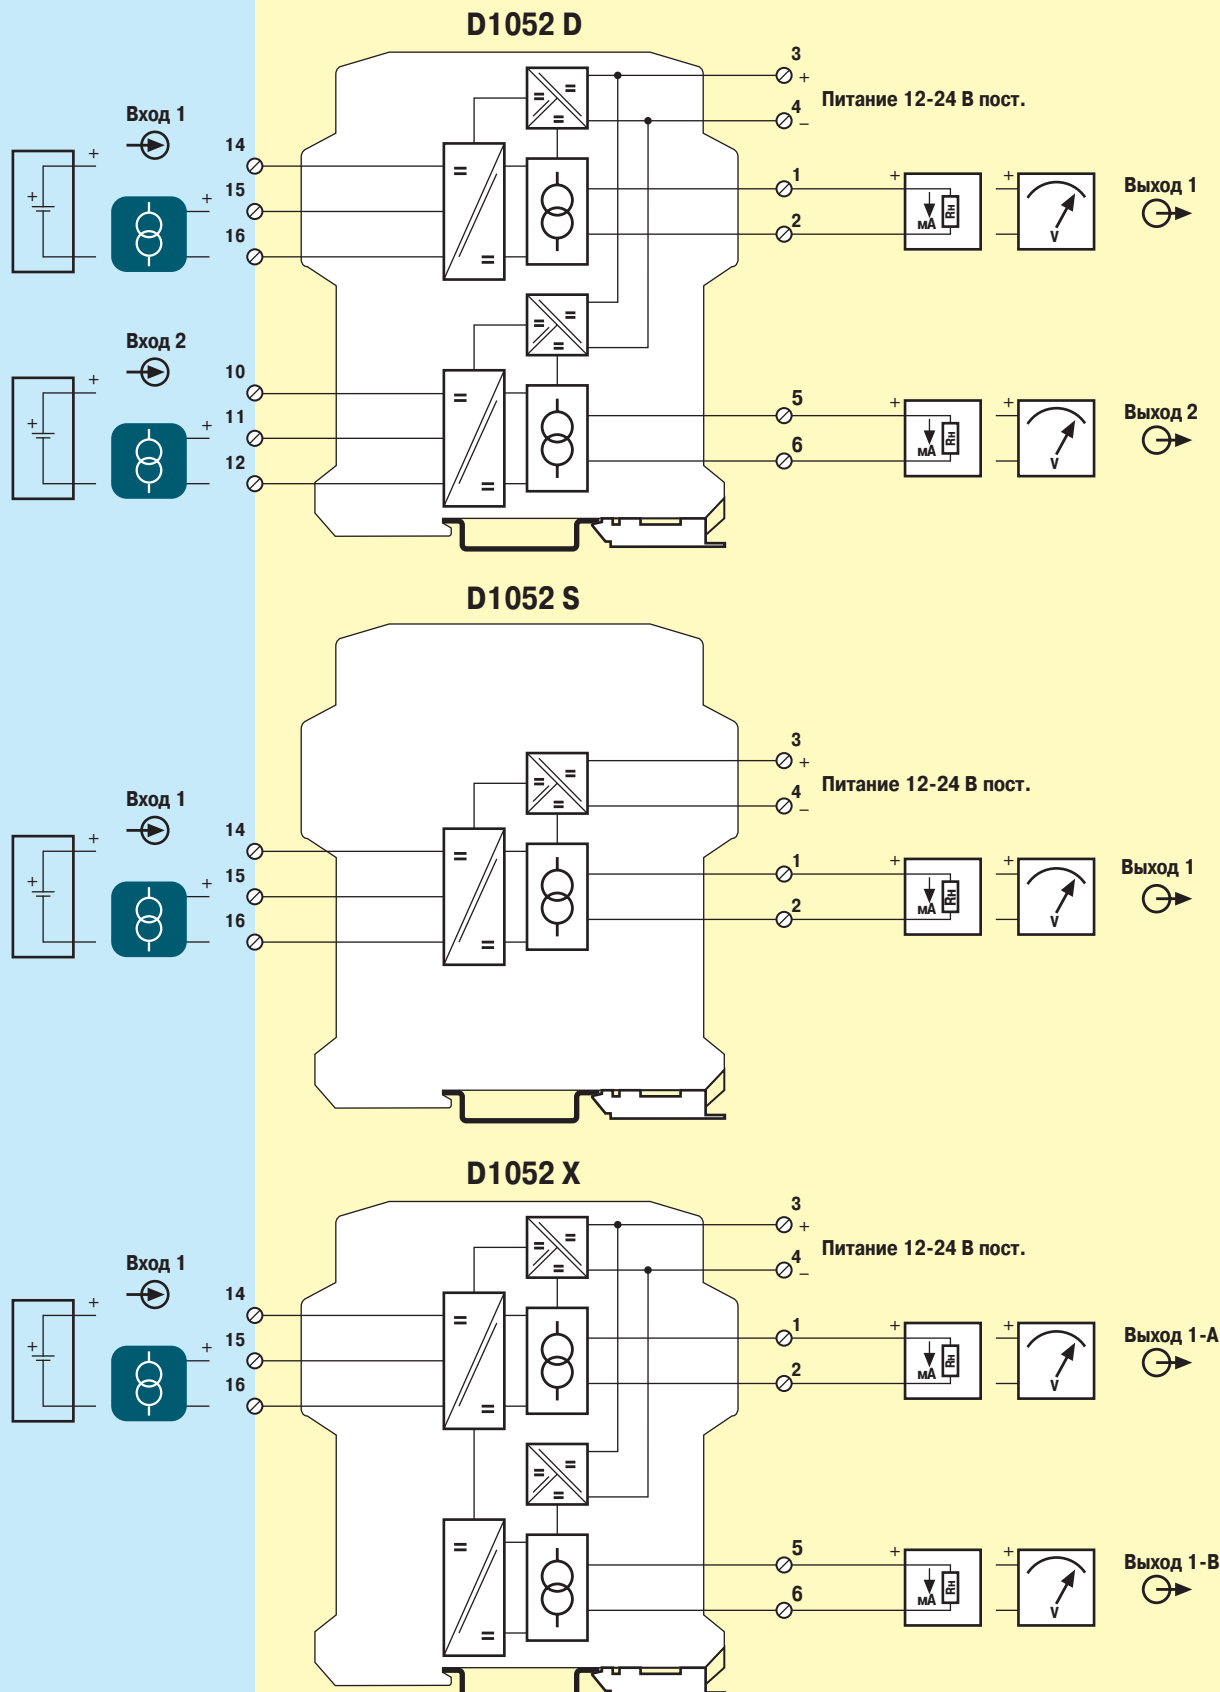 D1052 D
3
+
Питание 12-24 В пост.
4
–
Вход 1
14
+
15
+
16
+
1
2
+
мА
Rн
+
V
Выход 1
Вход 2
10
+
11
+
12
+
5
6
+
мА
Rн
+
V
Выход 2
D1052 S
3
+
Питание 12-24 В пост.
4
–
Вход 1
14
+
15
+
16
+
1
2
+
мА
Rн
+
V
Выход 1
D1052 X
3
+
Питание 12-24 В пост.
4
–
Вход 1
14
+
15
+
16
+
1
2
+
мА
Rн
+
V
Выход 1-A
5
6
+
мА
Rн
+
V
Выход 1-B